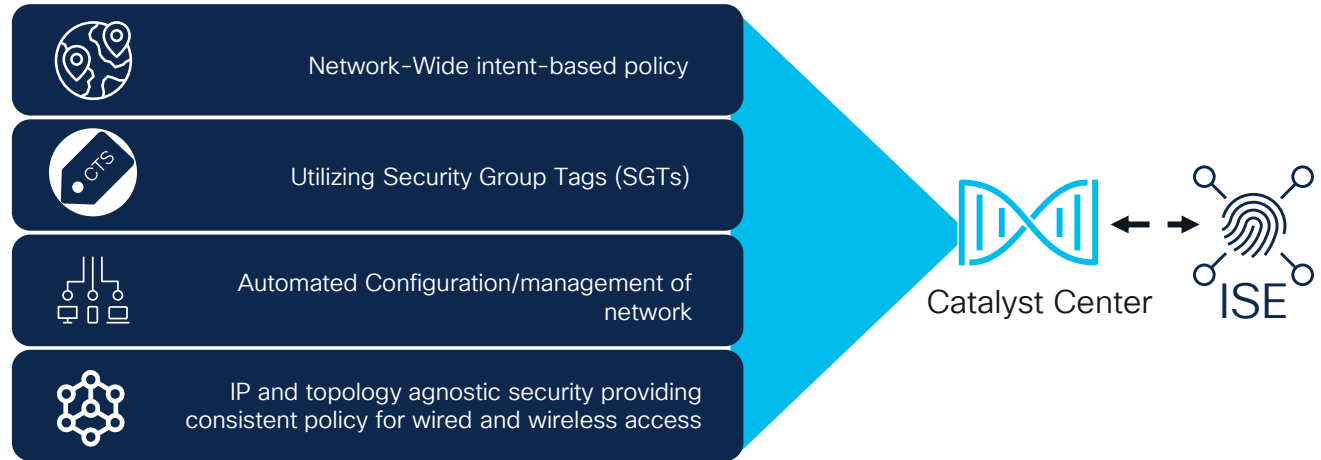 Network-Wide intent-based policy
CTS
Utilizing Security Group Tags (SGTs)
Automated Configuration/management of
network
IP and topology agnostic security providing
consistent policy for wired and wireless access
Catalyst Center
ISE